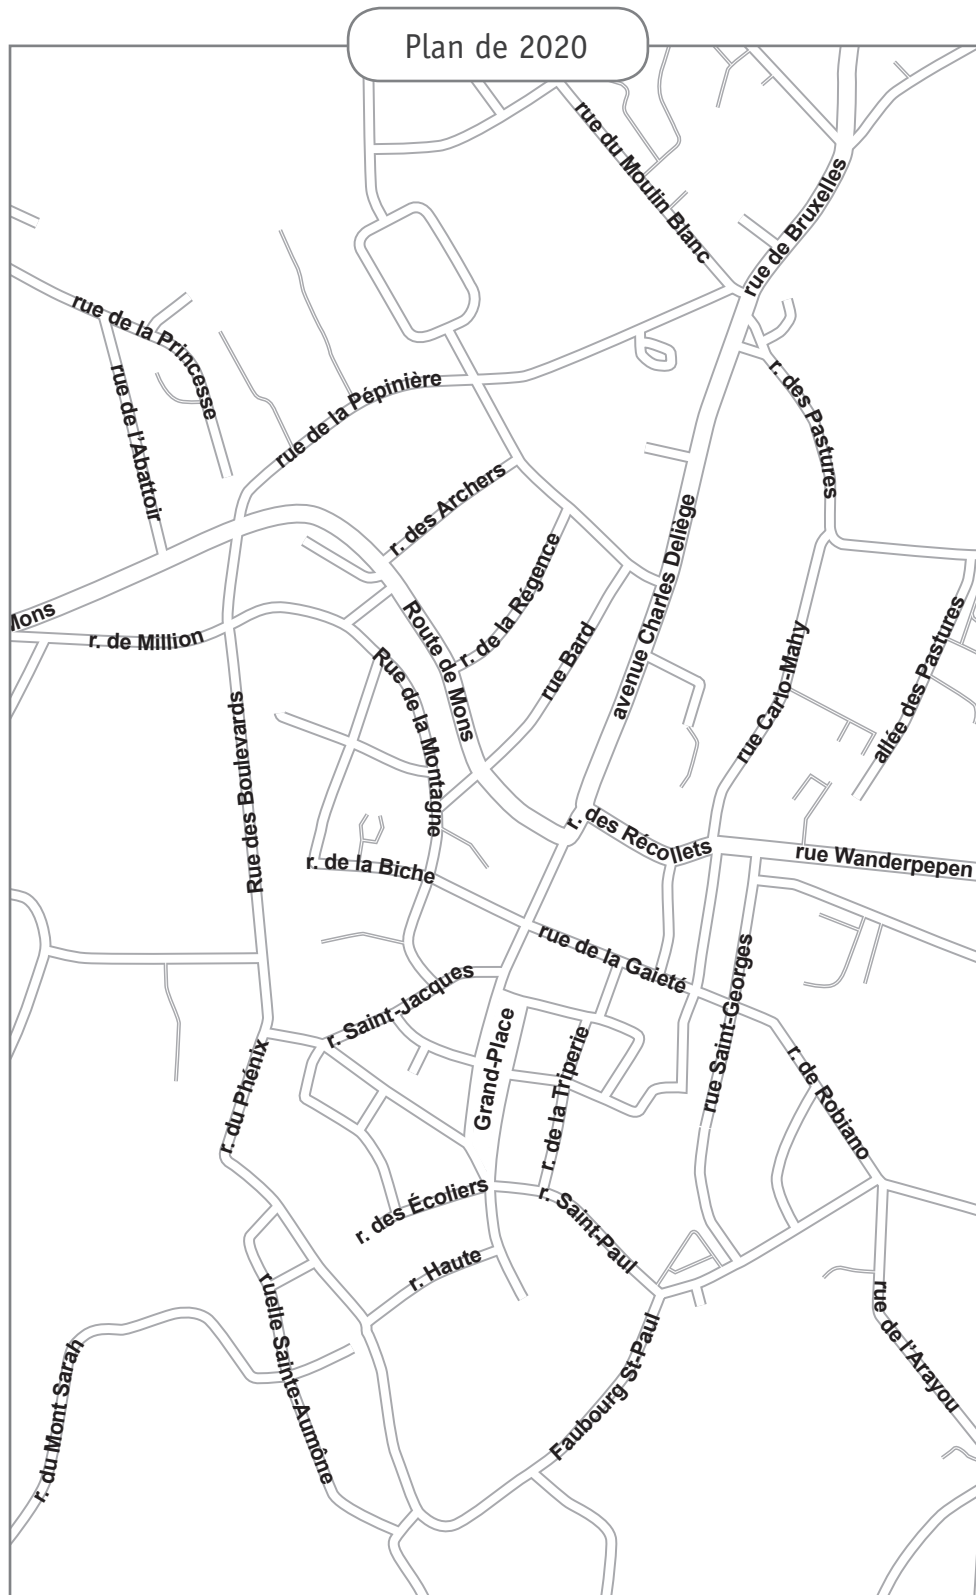 Plan de 2020
rue du Moulin Blanc
rue de Bruxelles
rue de la Princesse
rue de l'Abattoir
rue de la Pépinière
r. des Pastures
r. des Archers
r. de la Régence
avenue Charles Deliège
Mons
r. de Million
Route de Mons
rue Bard
Rue de la Montagne
rue Carlo-Mahy
allée des Pastures
Rue des Boulevards
r. des Récollets
rue Wanderpepen
r. de la Biche
rue de la Gaieté
rue Saint-Georges
r. Saint-Jacques
Grand-Place
r. de la Triperie
r. du Phénix
r. de Robiano
r. des Écoliers
r. Saint-Paul
r. Haute
ruelle Sainte-Aumône
rue de l'Arayou
Faubourg St-Paul
r. du Mont Sarah